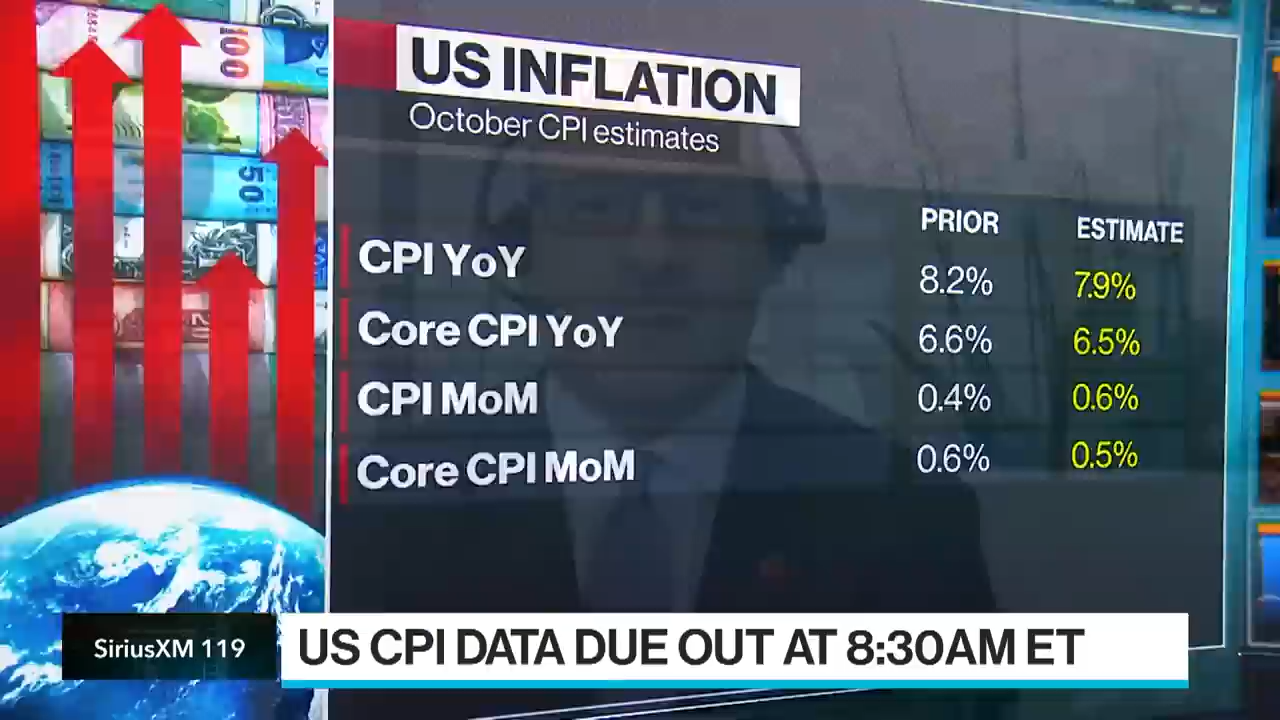 US INFLATION
October CPI estimates
PRIOR ESTIMATE
CPI YoY 8.2% 7.9%
Core CPI YoY 6.6% 6.5%
CPI MoM 0.4% 0.6%
Core CPI MoM 0.6% 0.5%
100
50
SiriusXM 119
US CPI DATA DUE OUT AT 8:30AM ET